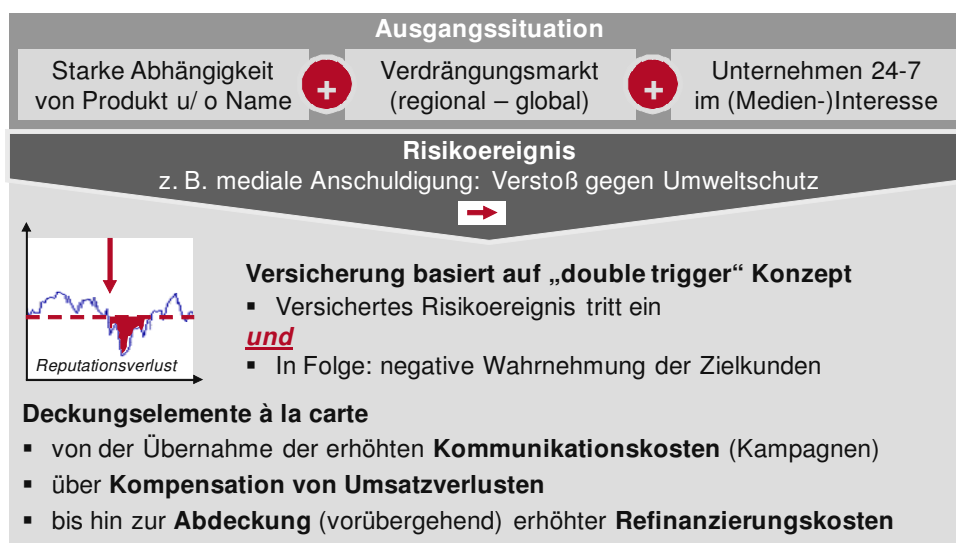 Ausgangssituation
Starke Abhängigkeit
von Produkt u/ o Name
+
Verdrängungsmarkt
(regional – global)
+
Unternehmen 24-7
im (Medien-)Interesse
Risikoereignis
z. B. mediale Anschuldigung: Verstoß gegen Umweltschutz
Reputationsverlust
Versicherung basiert auf „double trigger“ Konzept
▪ Versichertes Risikoereignis tritt ein
und
▪ In Folge: negative Wahrnehmung der Zielkunden
Deckungselemente à la carte
▪ von der Übernahme der erhöhten Kommunikationskosten (Kampagnen)
▪ über Kompensation von Umsatzverlusten
▪ bis hin zur Abdeckung (vorübergehend) erhöhter Refinanzierungskosten